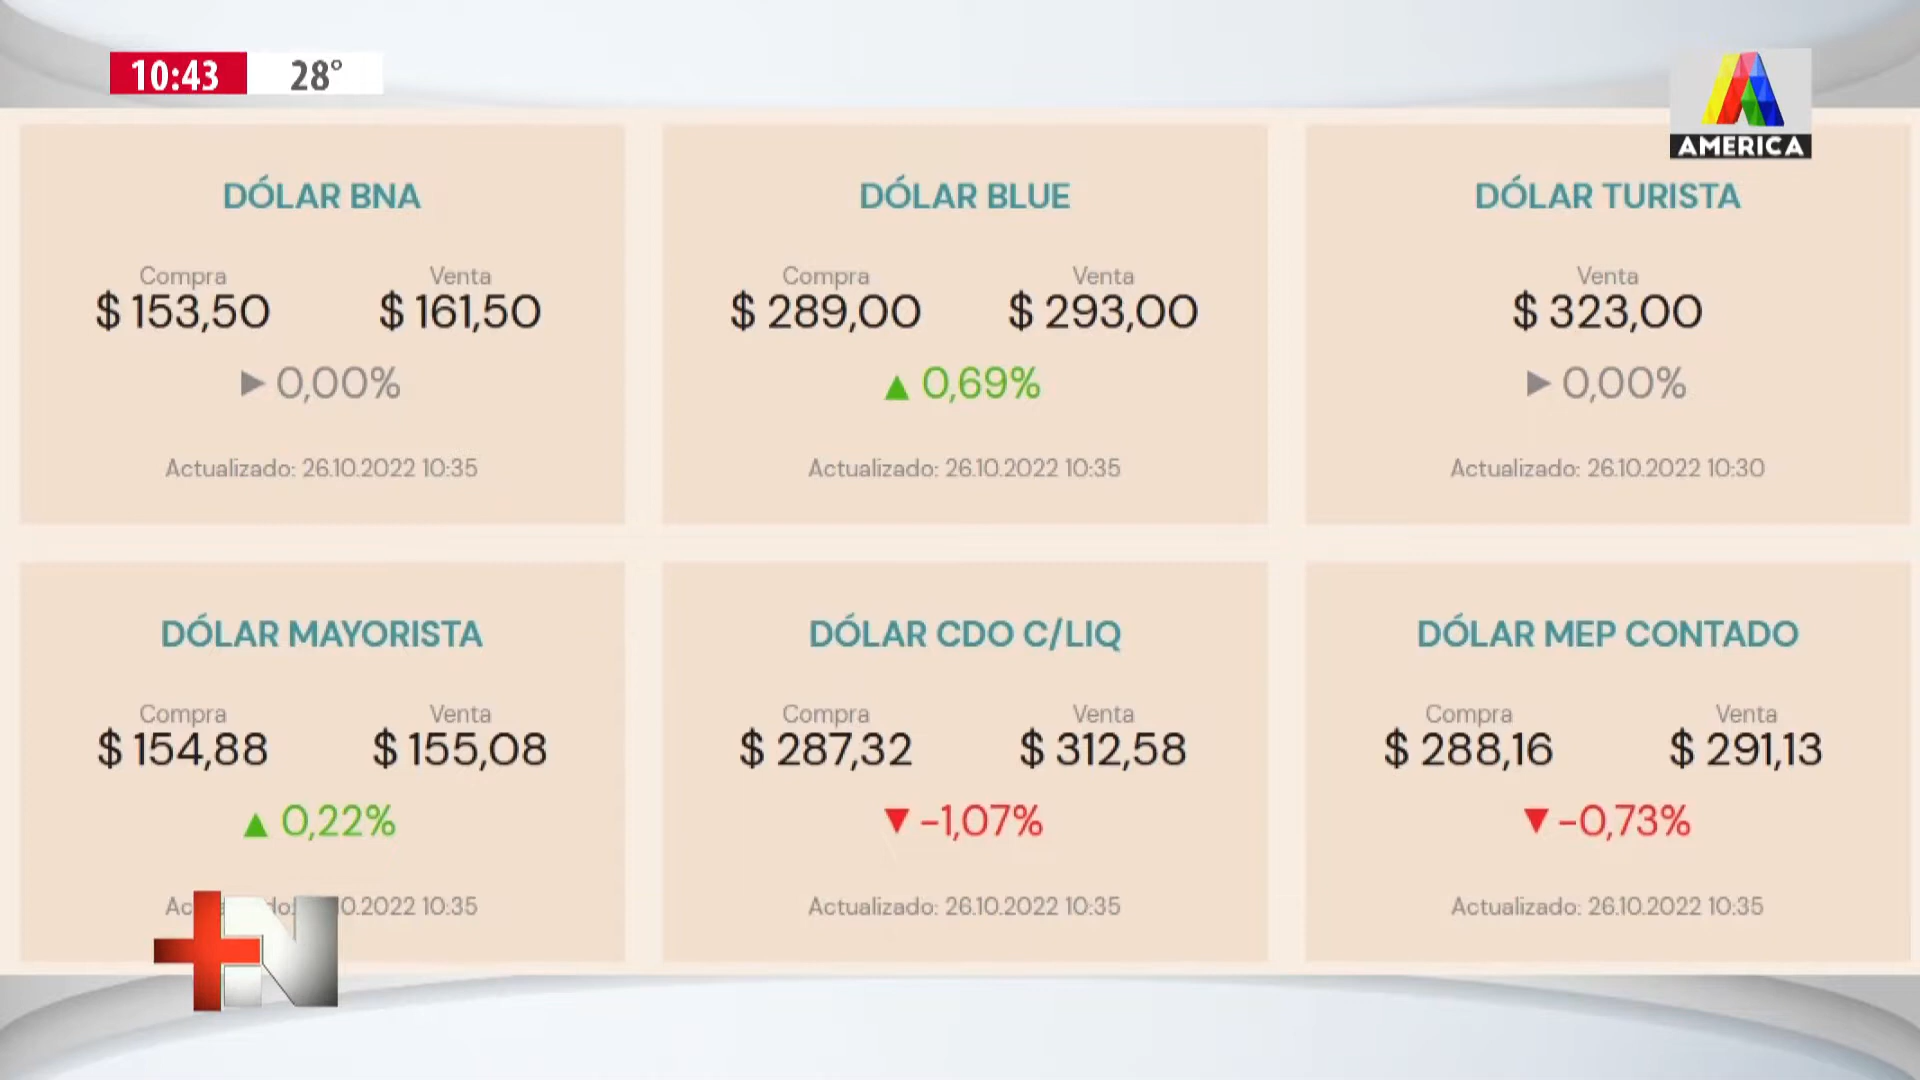 10:43 28°
AMERICA
DÓLAR BNA
Compra Venta
$ 153,50 $ 161,50
0,00%
Actualizado: 26.10.2022 10:35
DÓLAR BLUE
Compra Venta
$ 289,00 $ 293,00
0,69%
Actualizado: 26.10.2022 10:35
DÓLAR TURISTA
Venta
$ 323,00
0,00%
Actualizado: 26.10.2022 10:30
DÓLAR MAYORISTA
Compra Venta
$ 154,88 $ 155,08
0,22%
10.2022 10:35
DÓLAR CDO C/LIQ
Compra Venta
$ 287,32 $ 312,58
-1,07%
Actualizado: 26.10.2022 10:35
DÓLAR MEP CONTADO
Compra Venta
$ 288,16 $ 291,13
-0,73%
Actualizado: 26.10.2022 10:35
+N